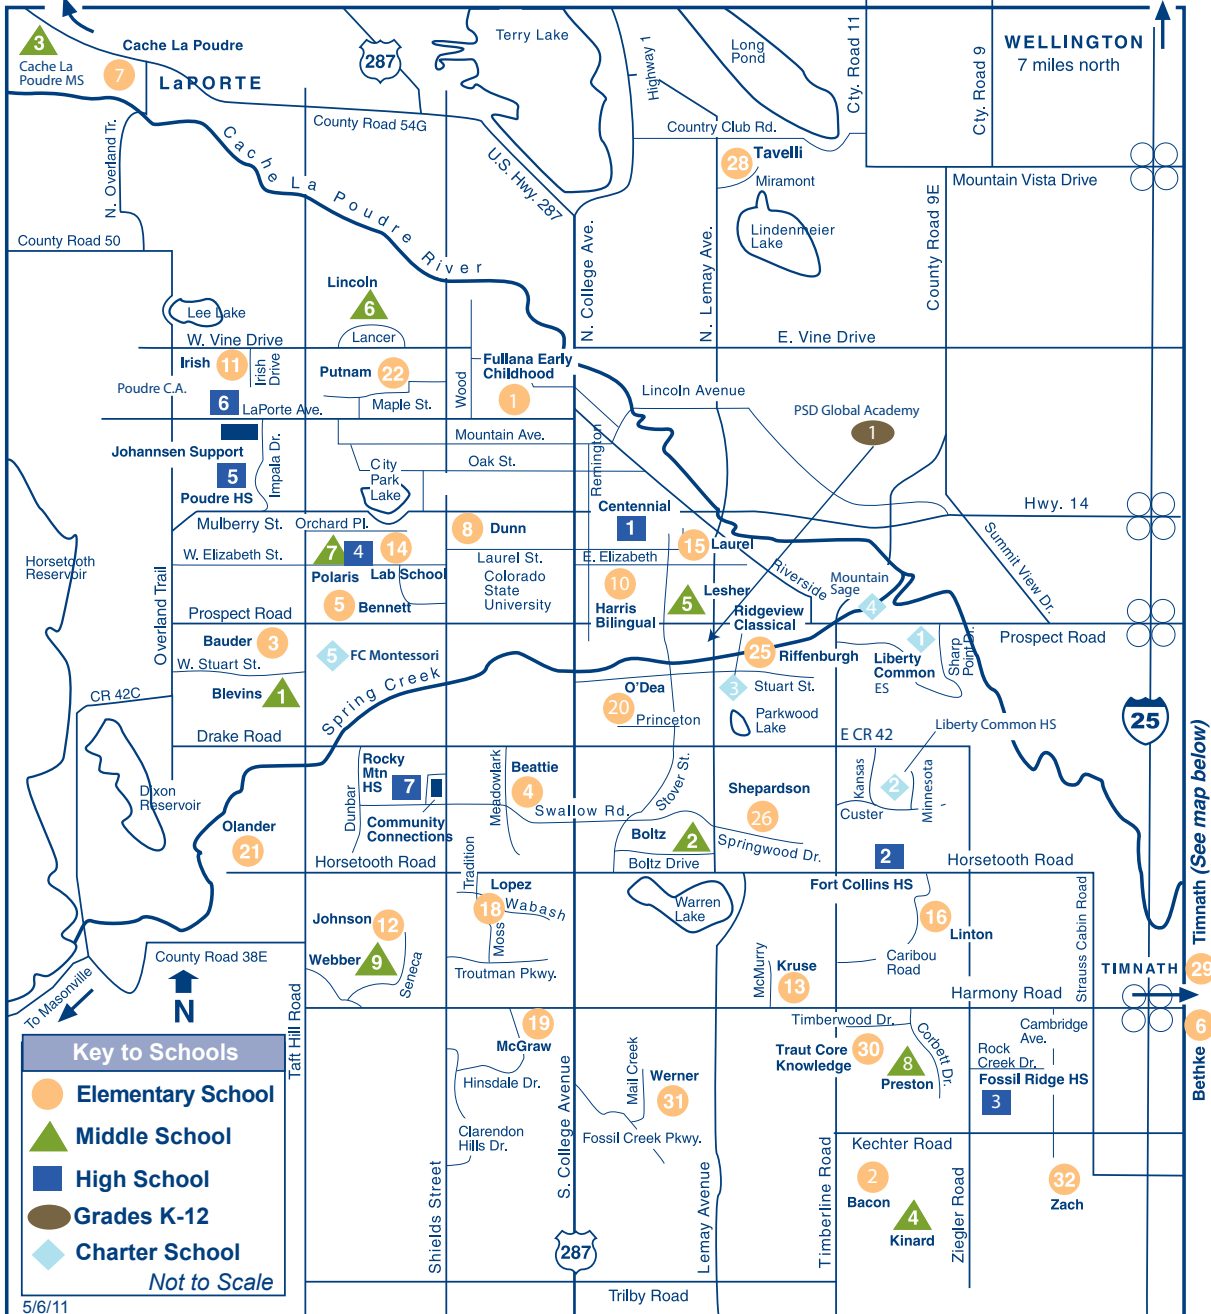 3
Cache La
Poudre MS
Cache La Poudre
7
LaPORTE
287
Terry Lake
Highway 1
Long
Pond
Cty. Road 11
Cty. Road 9
WELLINGTON
7 miles north
N. Overland Tr.
County Road 54G
U.S. Hwy. 287
Country Club Rd.
28
Tavelli
Miramont
Mountain Vista Drive
Cache La Poudre River
County Road 50
N. College Ave.
N. Lemay Ave.
Lindenmeier
Lake
County Road 9E
Lincoln
6
Lancer
Lee Lake
W. Vine Drive
E. Vine Drive
Irish
11
Irish
Drive
Putnam
22
Maple St.
Wood
Fullana Early
Childhood
1
Poudre C.A.
6
LaPorte Ave.
Lincoln Avenue
PSD Global Academy
1
Mountain Ave.
Remington
Johannsen Support
Impala Dr.
City
Park
Lake
Oak St.
5
Poudre HS
Hwy. 14
Mulberry St.
Orchard Pl.
8
Dunn
Centennial
1
15
Laurel
Horsetooth
Reservoir
Overland Trail
W. Elizabeth St.
7
4
14
Polaris
Lab School
Laurel St.
E. Elizabeth
Riverside
Mountain
Sage
4
Summit View Dr.
Colorado
State
University
10
Harris
Bilingual
5
Lesher
5
Bennett
Prospect Road
Ridgeview
Classical
1
Prospect Road
Bauder
3
5
FC Montessori
25
Riffenburgh
Liberty
Common
ES
Sharp
Point Dr.
W. Stuart St.
Blevins
1
Spring Creek
O'Dea
20
Princeton
3
Stuart St.
Parkwood
Lake
CR 42C
Liberty Common HS
25
Drake Road
E CR 42
Rocky
Mtn
HS
7
Dunbar
Community
Connections
Meadowlark
Beattie
4
Swallow Rd.
Stover St.
Shepardson
26
Kansas
2
Minnesota
Custer
Dixon
Reservoir
Olander
21
Boltz
2
Boltz Drive
Springwood Dr.
2
Horsetooth Road
Horsetooth Road
Fort Collins HS
Tradition
Lopez
18
Wabash
Moss
Warren
Lake
16
Linton
Caribou
Road
Strauss Cabin Road
Johnson
12
Webber
9
Seneca
Troutman Pkwy.
McMurry
Kruse
13
County Road 38E
To Masonville
N
Harmony Road
TIMNATH
29
Timnath (See map below)
6
Bethke
Taft Hill Road
19
McGraw
Hinsdale Dr.
Clarendon
Hills Dr.
Shields Street
S. College Avenue
Mail Creek
Werner
31
Fossil Creek Pkwy.
Lemay Avenue
Timberwood Dr.
Traut Core
Knowledge
30
8
Preston
Corbett Dr.
Cambridge
Ave.
Rock
Creek Dr.
Fossil Ridge HS
3
Timberline Road
Kechter Road
2
Bacon
4
Kinard
Ziegler Road
32
Zach
287
Trilby Road
Key to Schools
Elementary School
Middle School
High School
Grades K-12
Charter School
Not to Scale
5/6/11